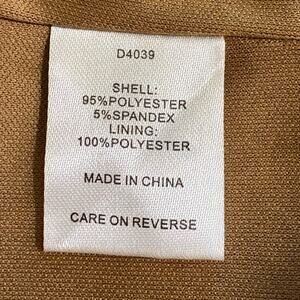 D4039
SHELL:
95%POLYESTER
5%SPANDEX
LINING:
100%POLYESTER
MADE IN CHINA
CARE ON REVERSE